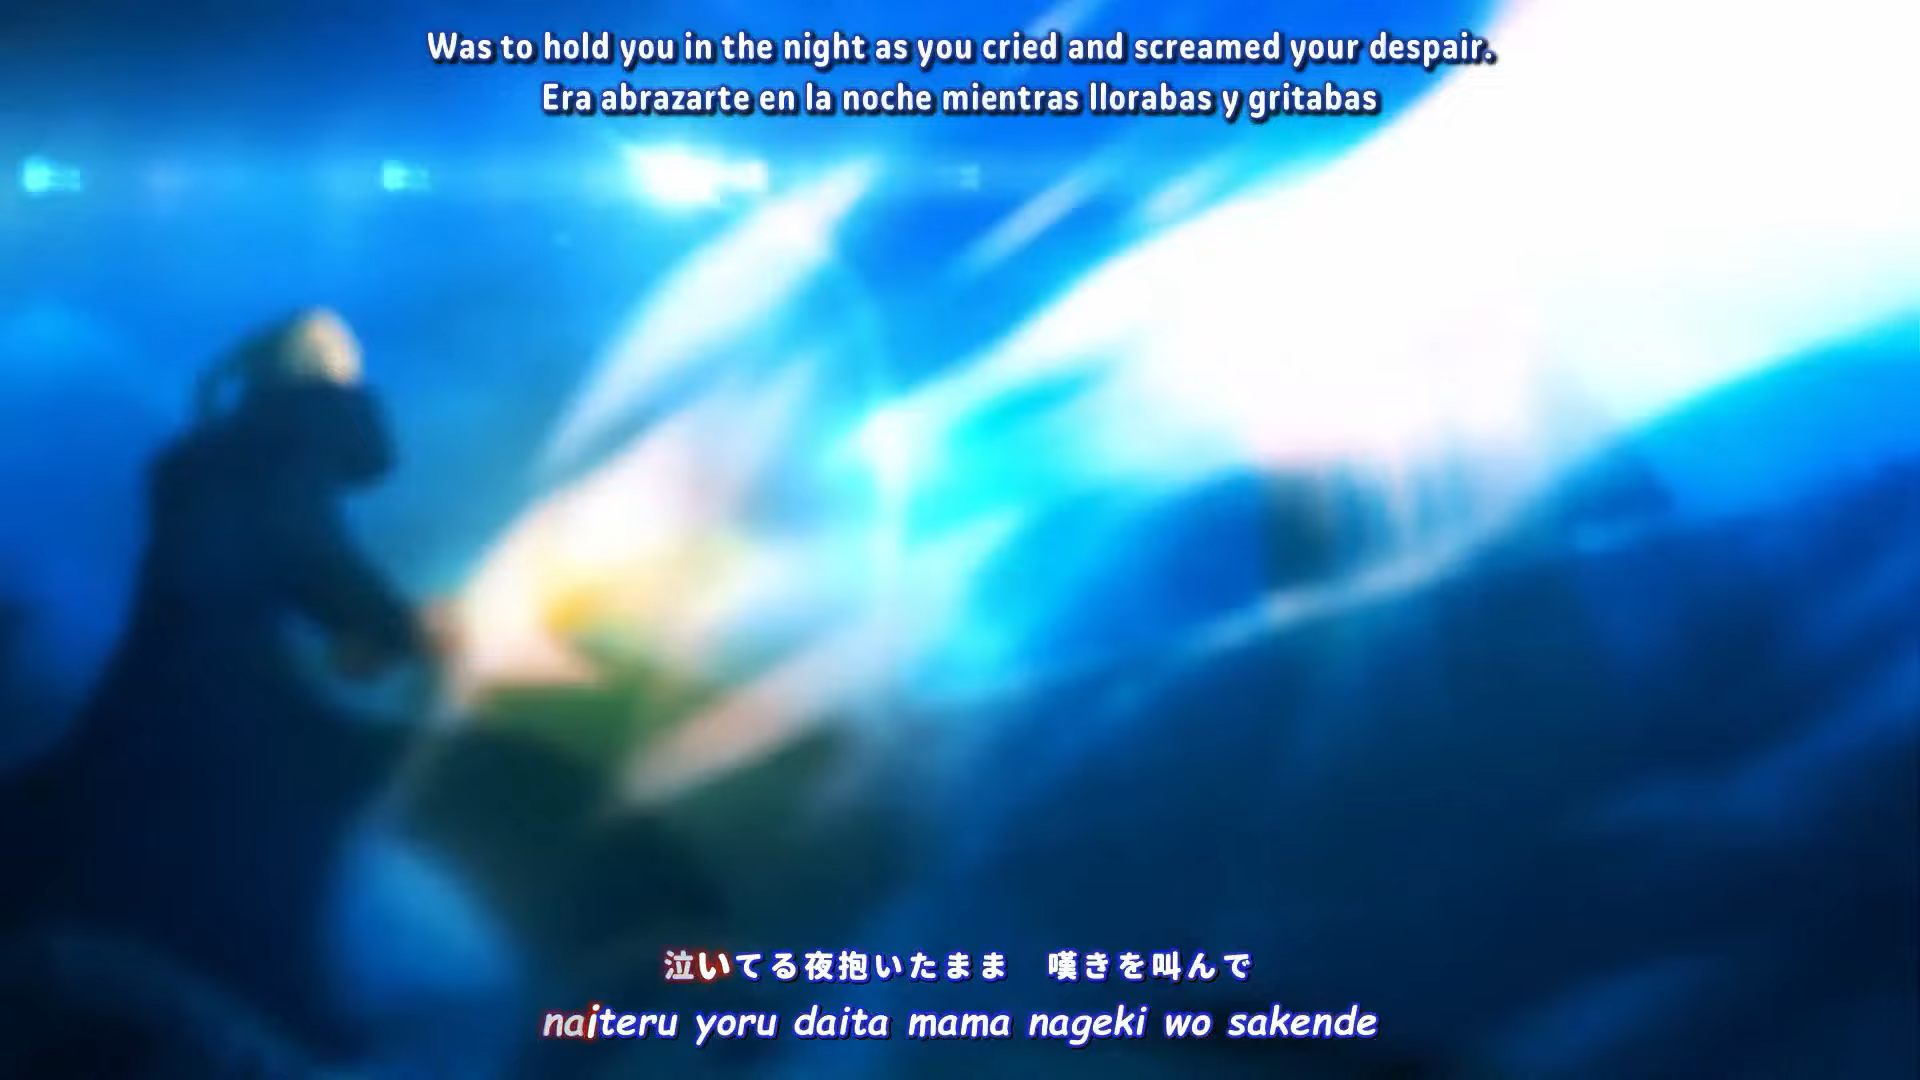 Was to hold you in the night as you cried and screamed your despair.
Era abrazarte en la noche mientras llorabas y gritabas
泣いてる夜抱いたまま　嘆きを叫んで
naiteru yoru daita mama nageki wo sakende